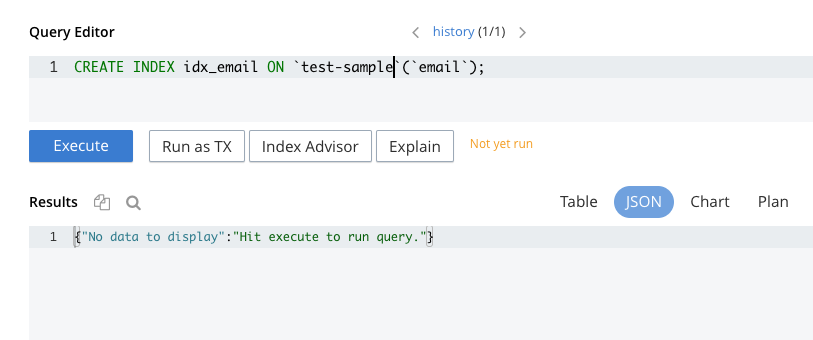 Query Editor
history (1/1)
1 CREATE INDEX idx_email ON `test-sample`(`email`);
Execute Run as TX Index Advisor Explain Not yet run
Results Table JSON Chart Plan
1 {"No data to display":"Hit execute to run query."}